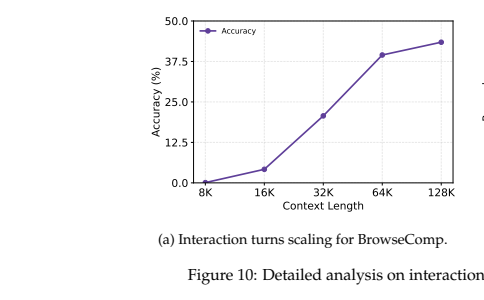 50.0
37.5
25.0
12.5
0.0
Accuracy (%)
Accuracy
8K 16K 32K 64K 128K
Context Length
(a) Interaction turns scaling for BrowseComp.
Figure 10: Detailed analysis on interaction